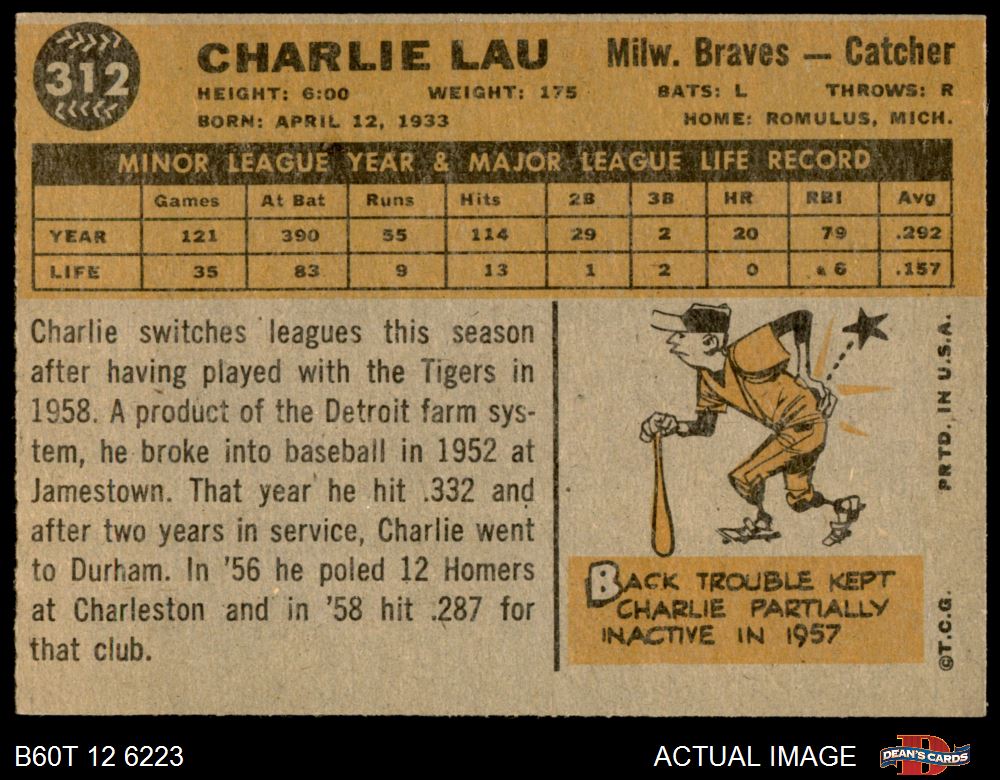 312
CHARLIE LAU
Milw. Braves — Catcher
HEIGHT: 6:00 WEIGHT: 175 BATS: L THROWS: R
BORN: APRIL 12, 1933 HOME: ROMULUS, MICH.
MINOR LEAGUE YEAR & MAJOR LEAGUE LIFE RECORD
Games At Bat Runs Hits 2B 3B HR RBI Avg
YEAR 121 390 55 114 29 2 20 79 .292
LIFE 35 83 9 13 1 2 0 6 .157
Charlie switches leagues this season
after having played with the Tigers in
1958. A product of the Detroit farm sys-
tem, he broke into baseball in 1952 at
Jamestown. That year he hit .332 and
after two years in service, Charlie went
to Durham. In '56 he poled 12 Homers
at Charleston and in '58 hit .287 for
that club.
BACK TROUBLE KEPT
CHARLIE PARTIALLY
INACTIVE IN 1957
©T.C.G. PRTD. IN U.S.A.
B60T 12 6223
ACTUAL IMAGE
DEAN'S CARDS